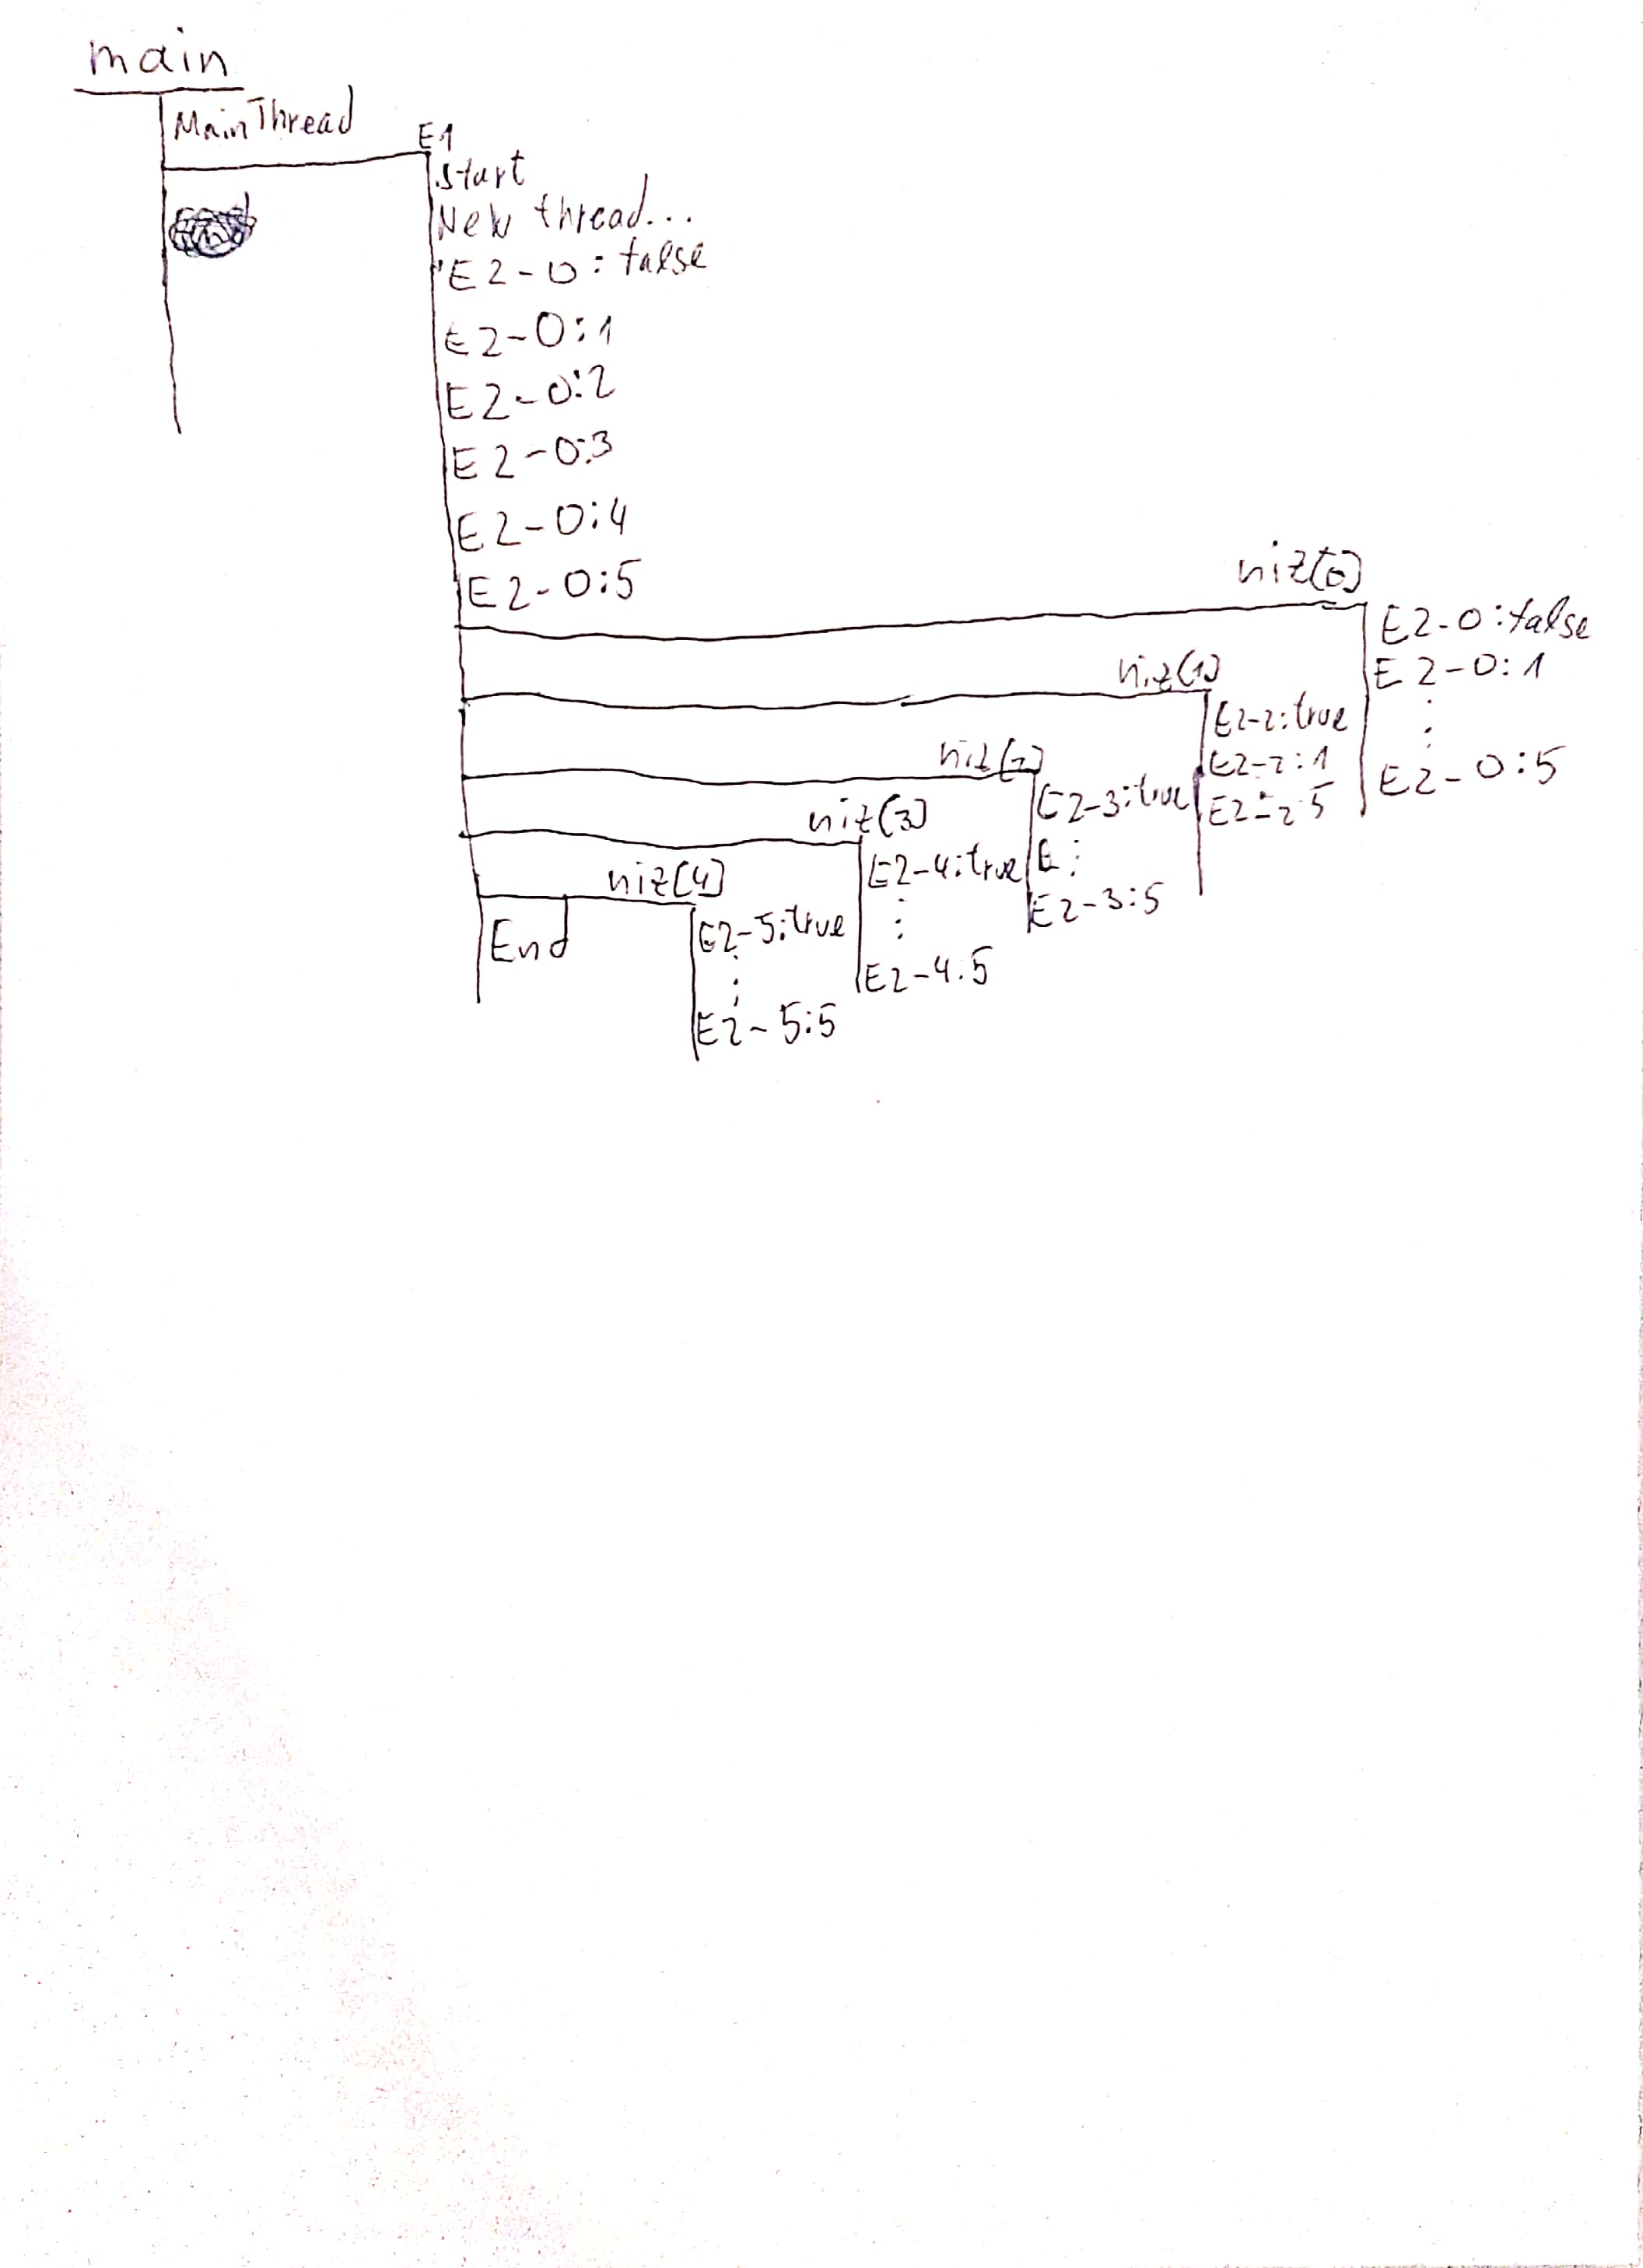 main
MainThread
E1
start
New thread...
E2-0:false
E2-0:1
E2-0:2
E2-0:3
E2-0:4
E2-0:5
niz[0]
E2-0:false
E2-0:1
⋮
E2-0:5
niz[1]
E2-2:true
E2-2:1
E2-2:5
niz[2]
E2-3:true
E:
E2-3:5
niz[3]
E2-4:true
⋮
E2-4:5
niz[4]
E2-5:true
⋮
E2-5:5
End